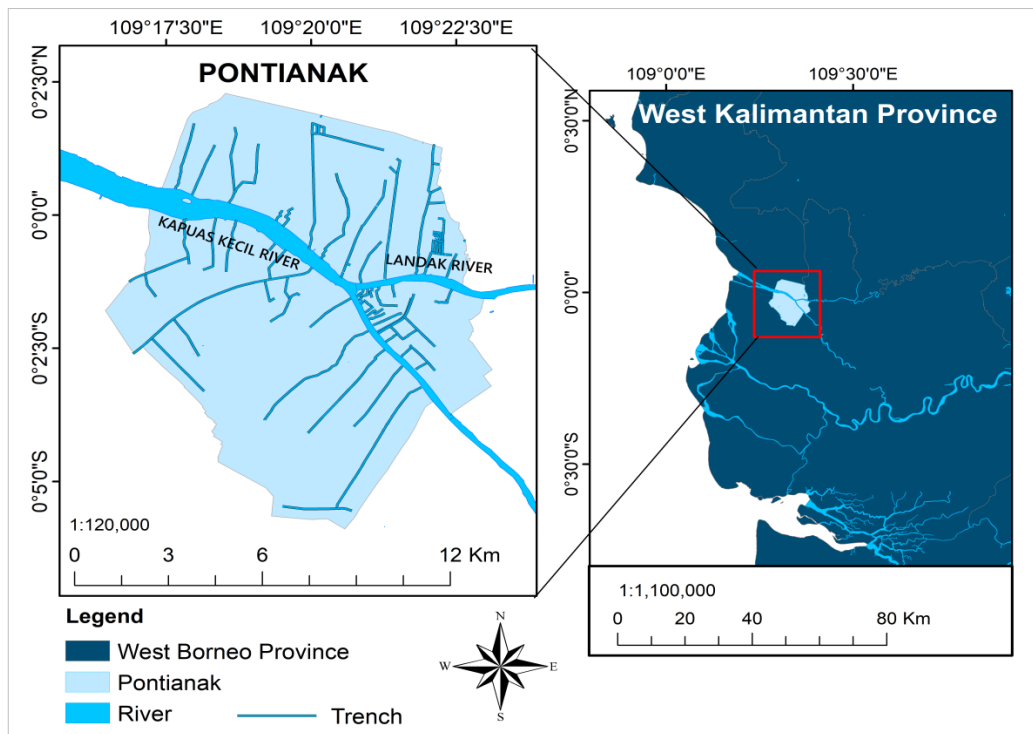 109°17'30"E 109°20'0"E 109°22'30"E
PONTIANAK
0°2'30"N
0°0'0"
0°2'30"S
0°5'0"S
KAPUAS KECIL RIVER
LANDAK RIVER
1:120,000
0 3 6 12 Km
109°0'0"E 109°30'0"E
West Kalimantan Province
0°30'0"N
0°0'0"
0°30'0"S
1:1,100,000
0 20 40 80 Km
Legend
West Borneo Province
Pontianak
River
Trench
N
W E
S